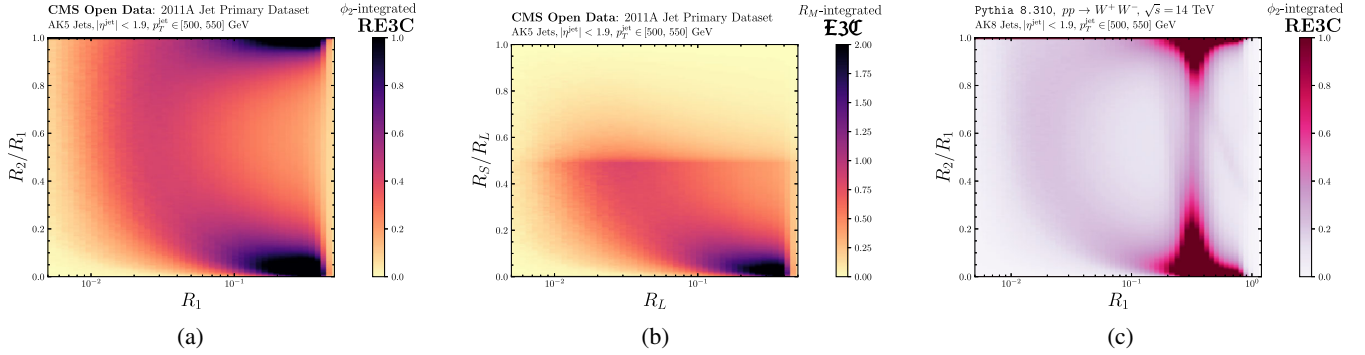 CMS Open Data: 2011A Jet Primary Dataset
AK5 Jets, |η^jet| < 1.9, p_T^jet ∈ [500, 550] GeV
ϕ₂-integrated
RE3C
1.0
0.8
0.6
0.4
0.2
0.0
R₂/R₁
10⁻²
10⁻¹
R₁
1.0
0.8
0.6
0.4
0.2
0.0
(a)
CMS Open Data: 2011A Jet Primary Dataset
AK5 Jets, |η^jet| < 1.9, p_T^jet ∈ [500, 550] GeV
R_M-integrated
E3C
1.0
0.8
0.6
0.4
0.2
0.0
R_S/R_L
10⁻²
10⁻¹
R_L
2.00
1.75
1.50
1.25
1.00
0.75
0.50
0.25
0.00
(b)
Pythia 8.310, pp → W⁺W⁻, √s = 14 TeV
AK8 Jets, |η^jet| < 1.9, p_T^jet ∈ [500, 550] GeV
ϕ₂-integrated
RE3C
1.0
0.8
0.6
0.4
0.2
0.0
R₂/R₁
10⁻²
10⁻¹
10⁰
R₁
1.0
0.8
0.6
0.4
0.2
0.0
(c)